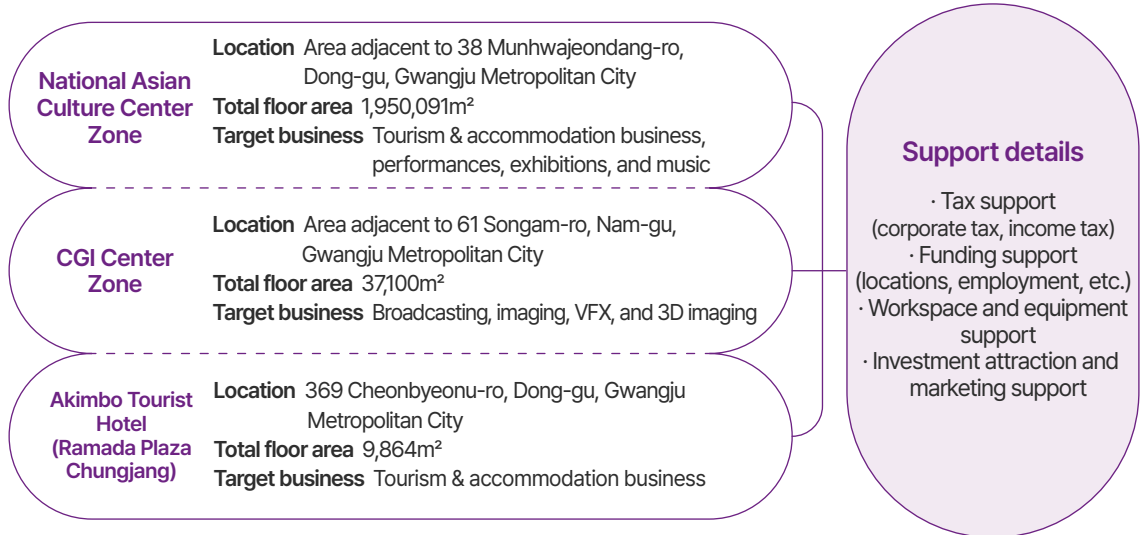 National Asian
Culture Center
Zone
Location Area adjacent to 38 Munhwajeondang-ro,
Dong-gu, Gwangju Metropolitan City
Total floor area 1,950,091m²
Target business Tourism & accommodation business,
performances, exhibitions, and music
CGI Center
Zone
Location Area adjacent to 61 Songam-ro, Nam-gu,
Gwangju Metropolitan City
Total floor area 37,100m²
Target business Broadcasting, imaging, VFX, and 3D imaging
Akimbo Tourist
Hotel
(Ramada Plaza
Chungjang)
Location 369 Cheonbyeonu-ro, Dong-gu, Gwangju
Metropolitan City
Total floor area 9,864m²
Target business Tourism & accommodation business
Support details
· Tax support
(corporate tax, income tax)
· Funding support
(locations, employment, etc.)
· Workspace and equipment
support
· Investment attraction and
marketing support